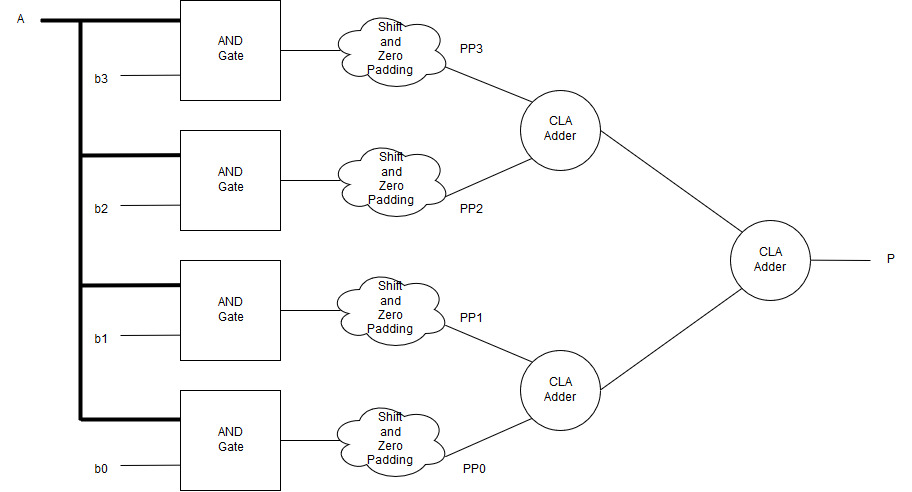 A
AND
Gate
b3
Shift
and
Zero
Padding
PP3
CLA
Adder
AND
Gate
b2
Shift
and
Zero
Padding
PP2
CLA
Adder
P
AND
Gate
b1
Shift
and
Zero
Padding
PP1
CLA
Adder
AND
Gate
b0
Shift
and
Zero
Padding
PP0